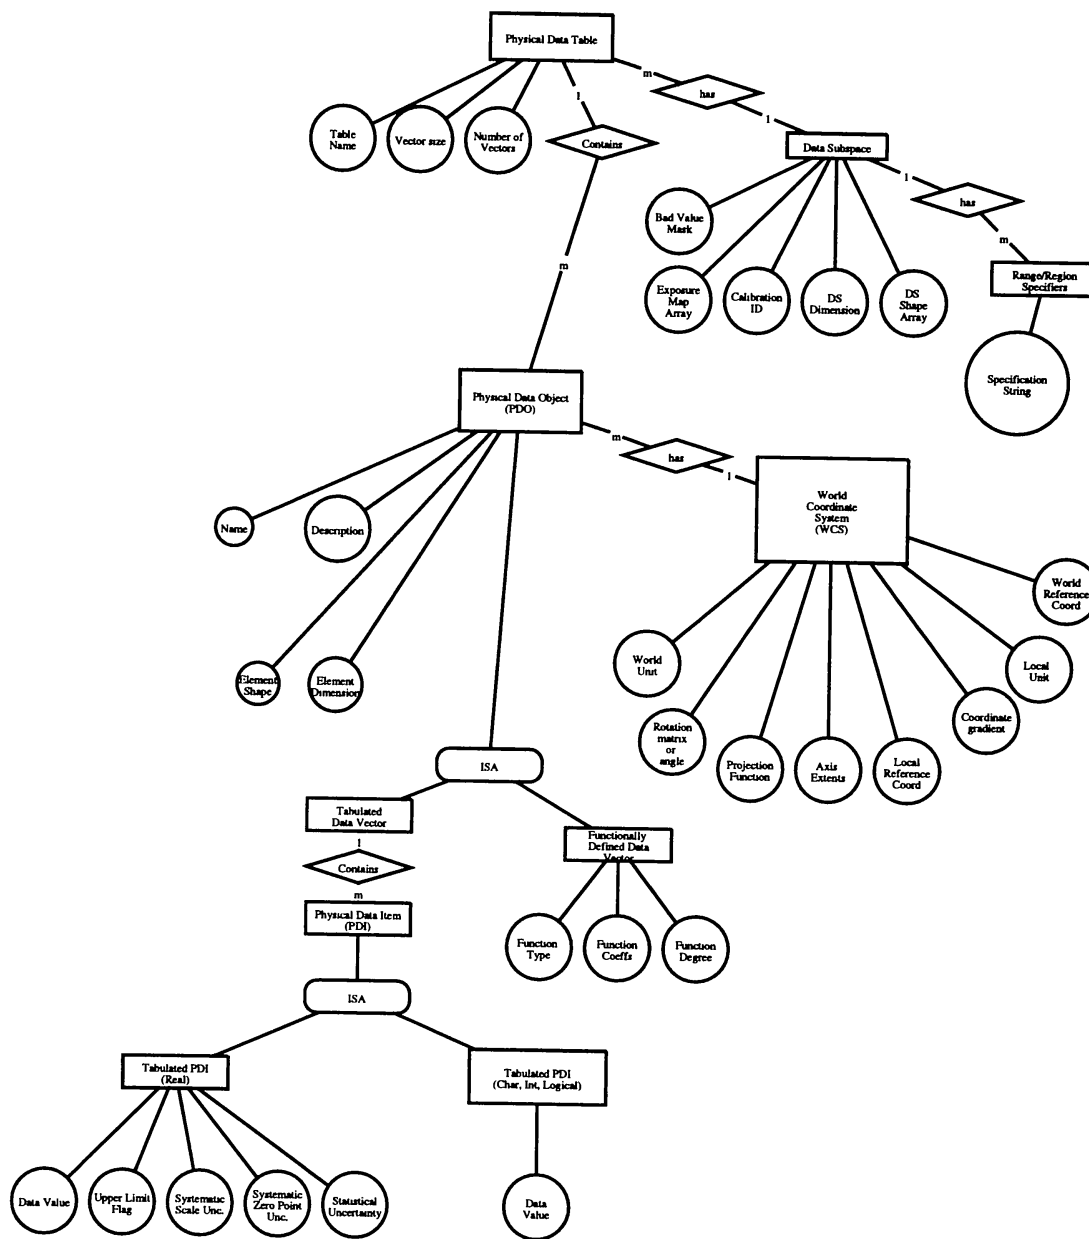 Physical Data Table
m
has
1
1
Table
Name
Vector size
Number of
Vectors
Contains
Data Subspace
1
has
m
Bad Value
Mask
m
Exposure
Map
Array
Calibration
ID
DS
Dimension
DS
Shape
Array
Range/Region
Specifiers
Specification
String
Physical Data Object
(PDO)
m
has
1
World
Coordinate
System
(WCS)
Name
Description
World
Reference
Coord
Element
Shape
Element
Dimension
World
Unit
Local
Unit
Rotation
matrix
or
angle
Projection
Function
Axis
Extents
Local
Reference
Coord
Coordinate
gradient
ISA
Tabulated
Data Vector
1
Contains
m
Functionally
Defined Data
Vector
Physical Data Item
(PDI)
Function
Type
Function
Coeffs
Function
Degree
ISA
Tabulated PDI
(Real)
Tabulated PDI
(Char, Int, Logical)
Data Value
Upper Limit
Flag
Systematic
Scale Unc.
Systematic
Zero Point
Unc.
Statistical
Uncertainty
Data
Value